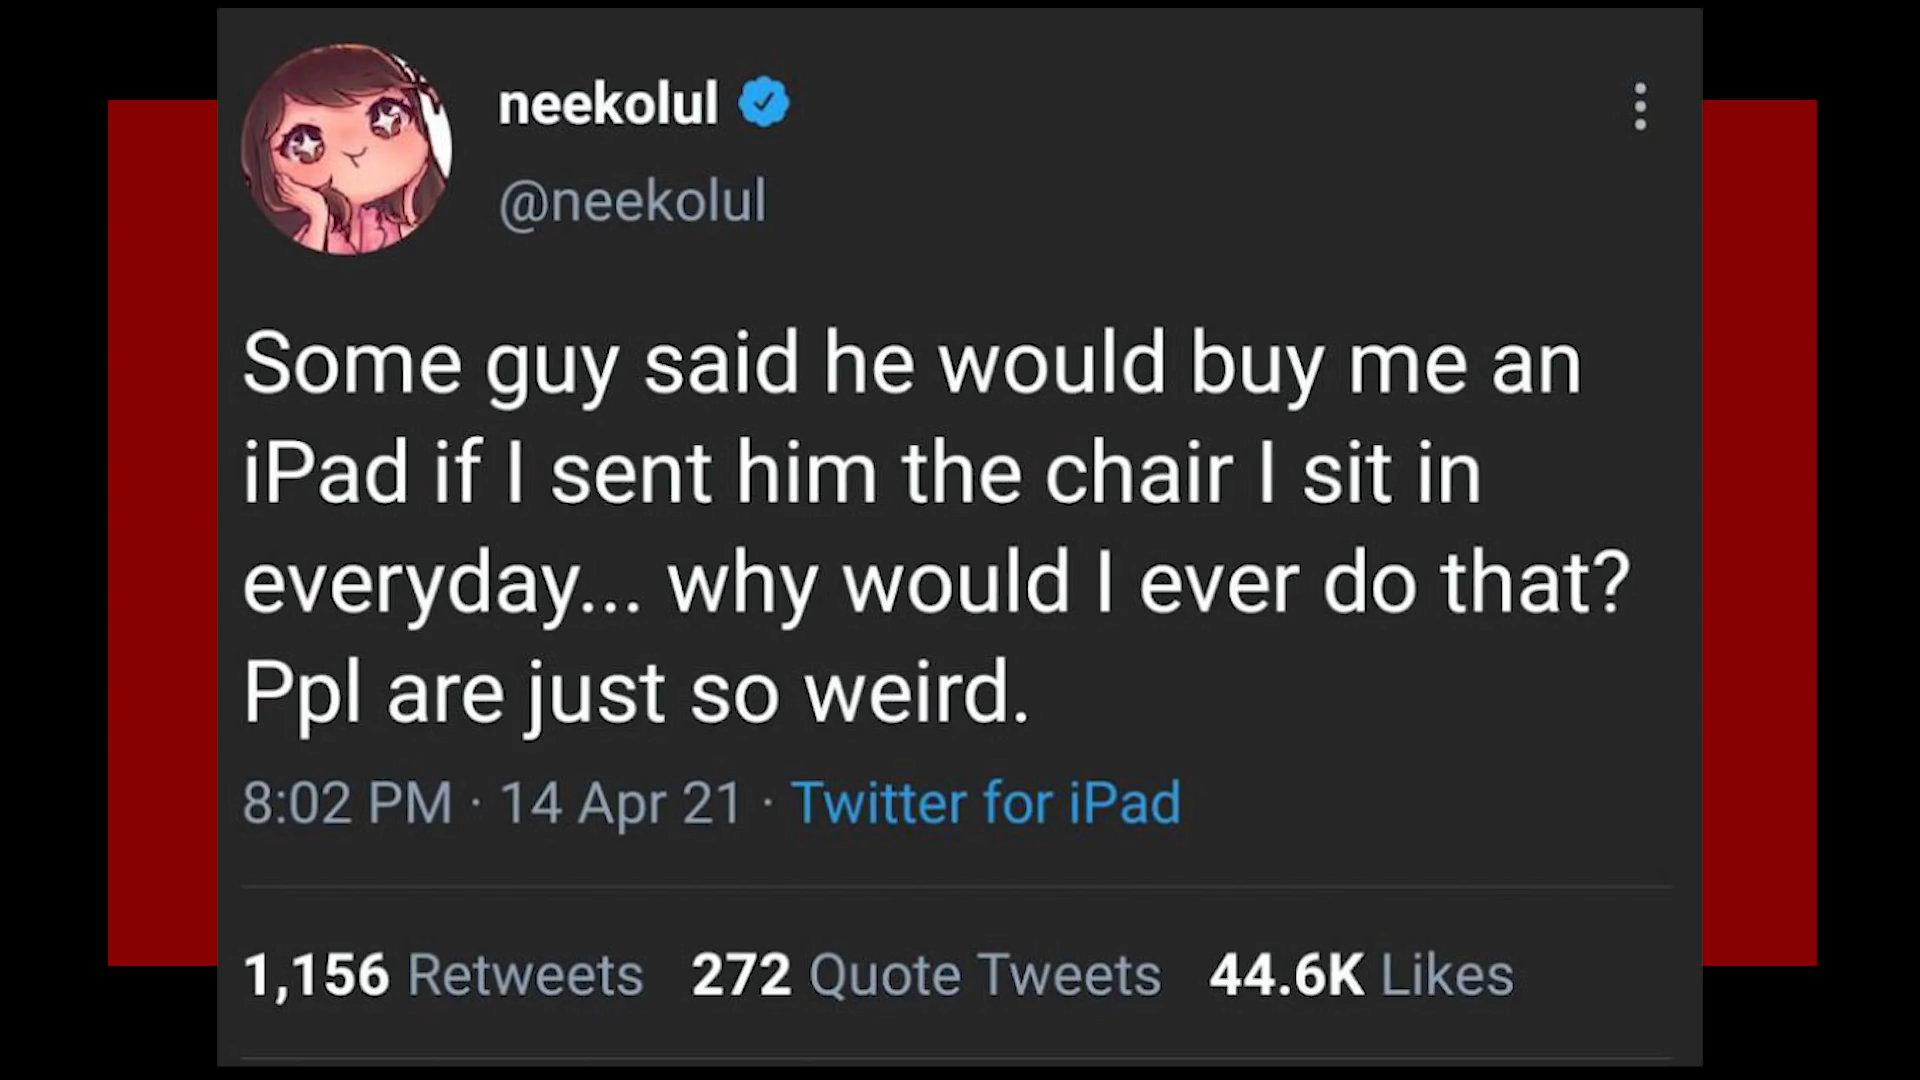 neekolul
@neekolul
Some guy said he would buy me an
iPad if I sent him the chair I sit in
everyday... why would I ever do that?
Ppl are just so weird.
8:02 PM · 14 Apr 21 · Twitter for iPad
1,156 Retweets 272 Quote Tweets 44.6K Likes